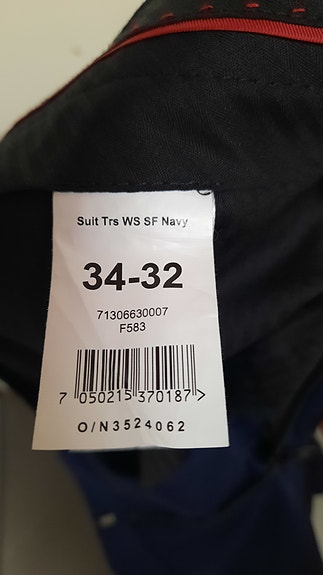 Suit Trs WS SF Navy
34-32
71306630007
F583
7 050215 370187 >
O/N3524062